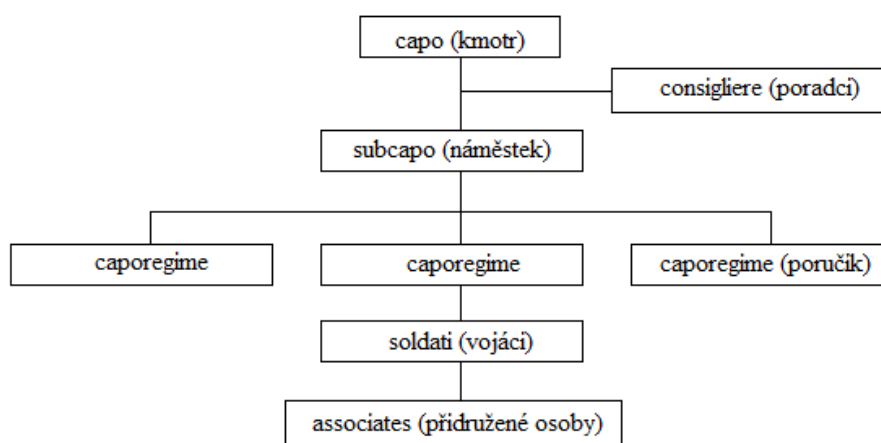 capo (kmotr)
consigliere (poradci)
subcapo (náměstek)
caporegime
caporegime
caporegime (poručík)
soldati (vojáci)
associates (přidružené osoby)